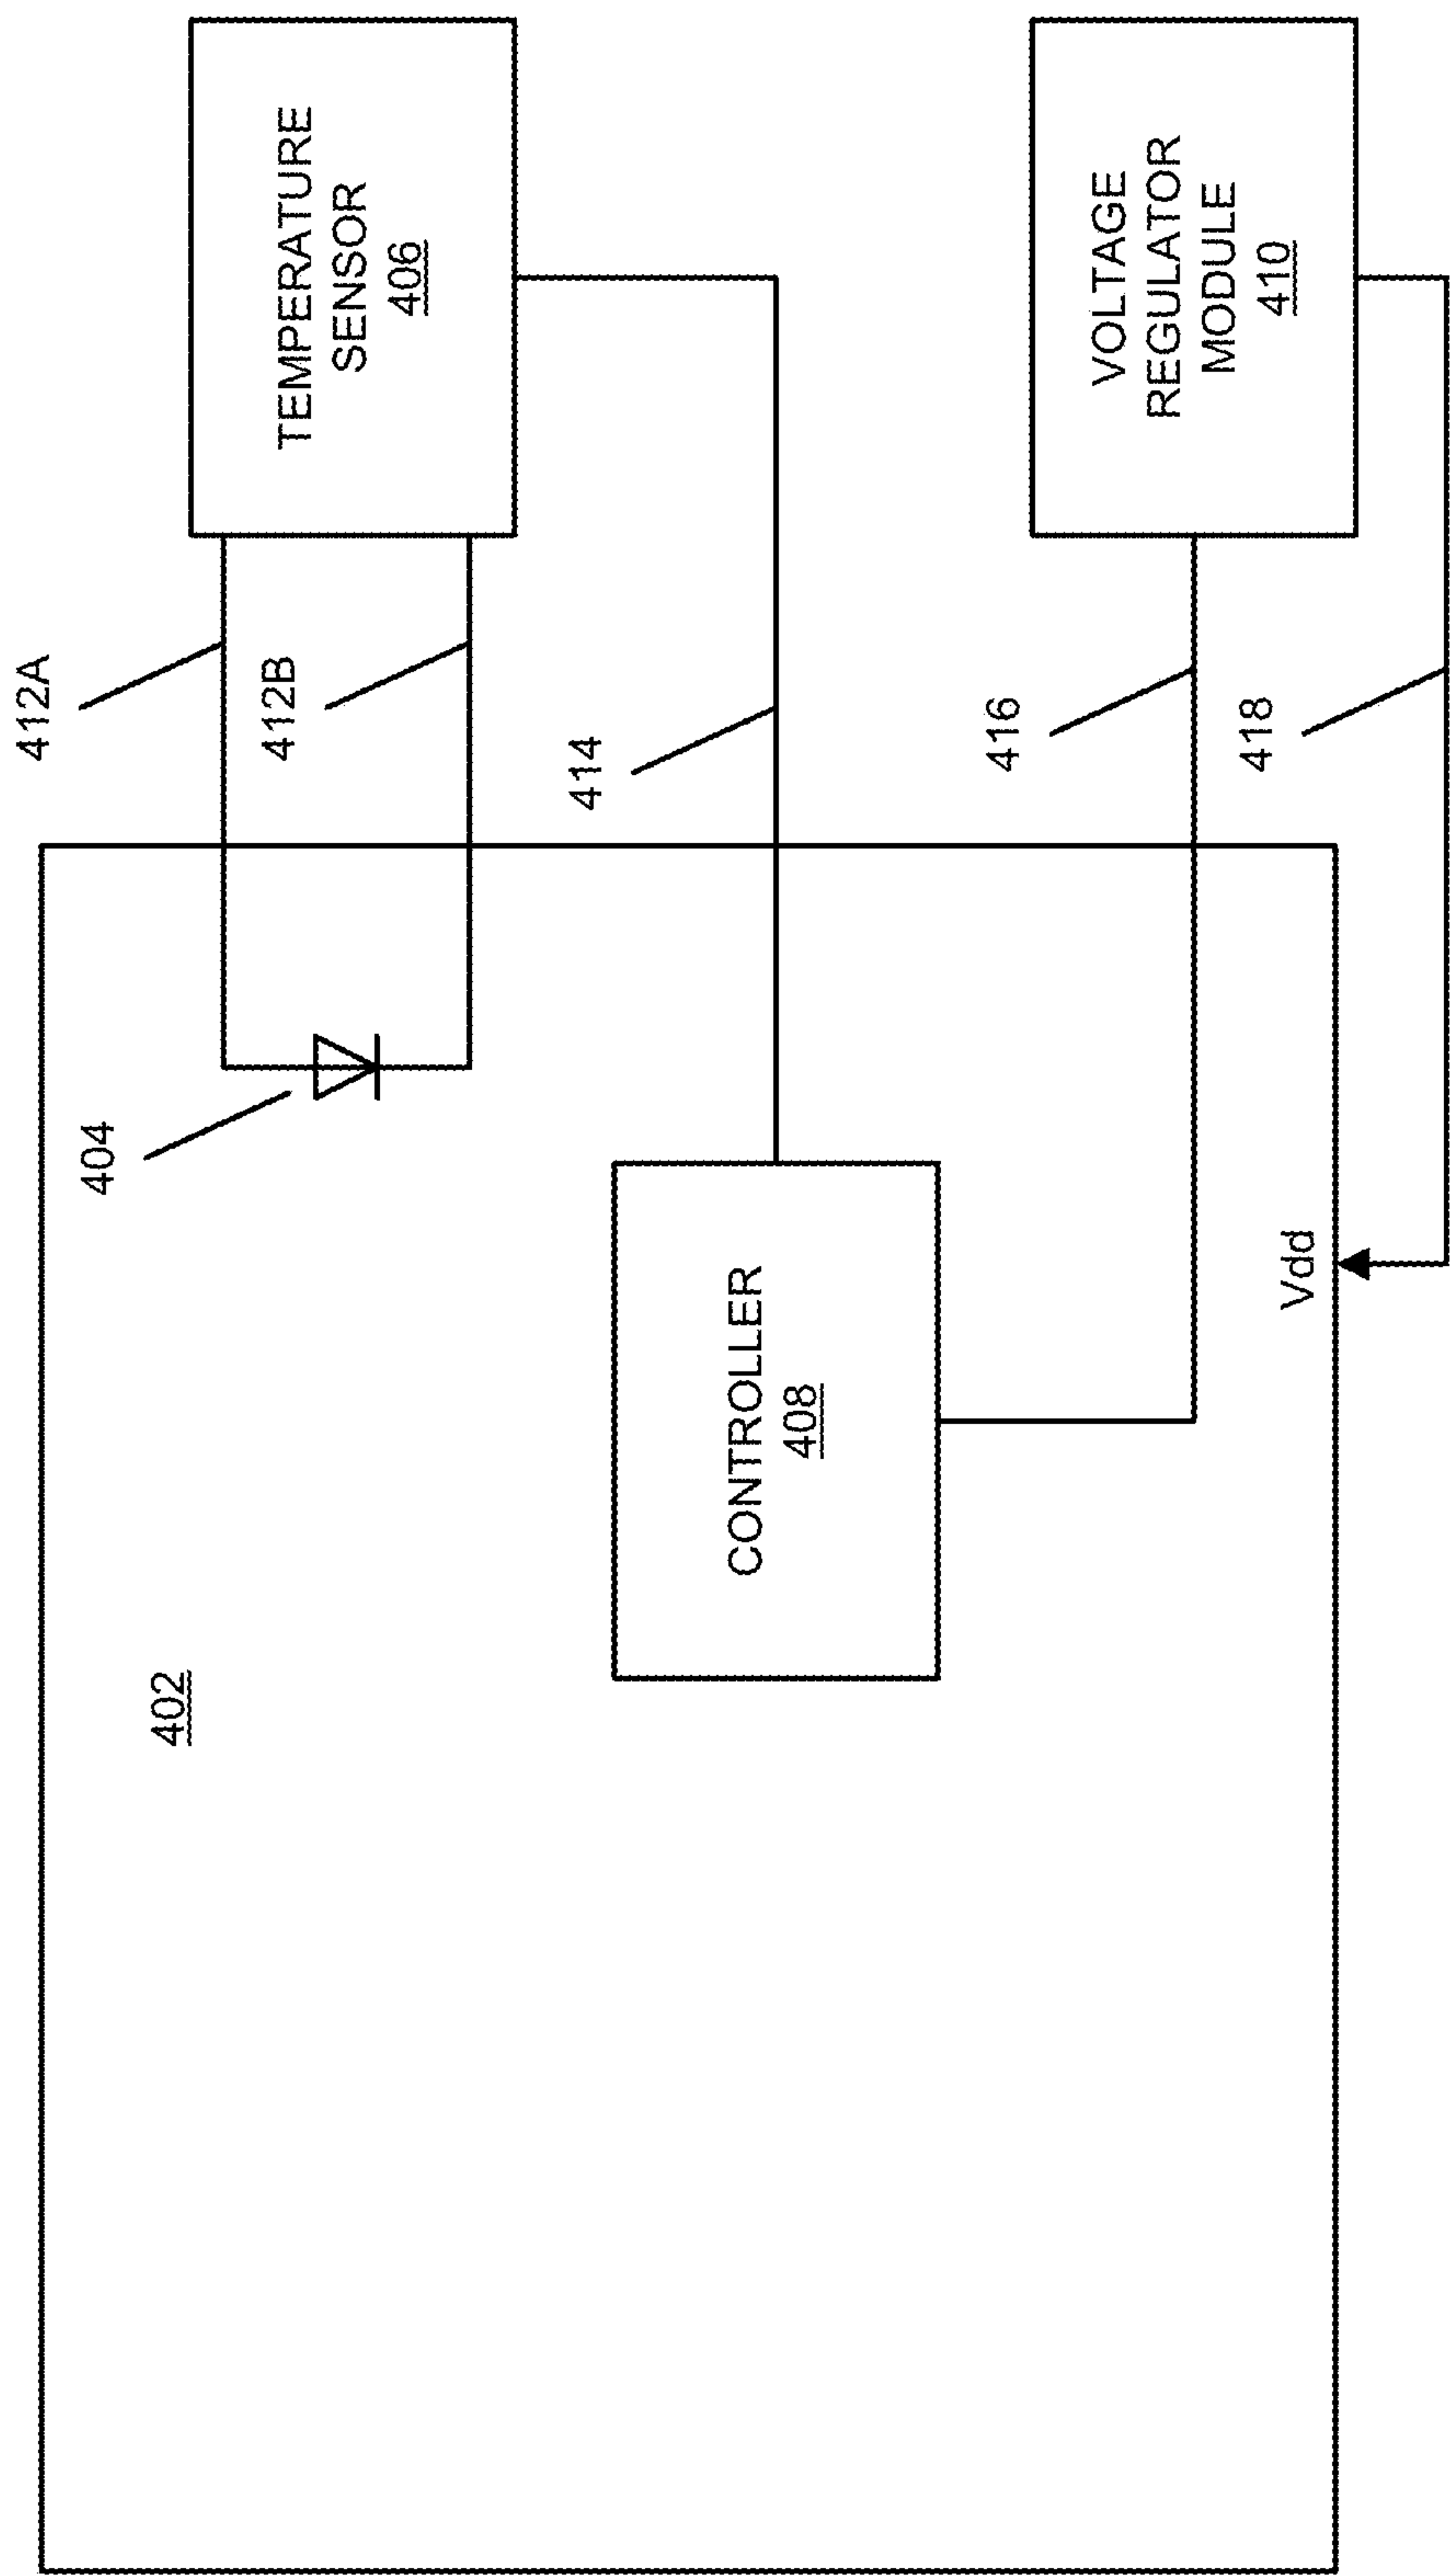 402
404
412A
412B
TEMPERATURE
SENSOR
406
414
CONTROLLER
408
416
VOLTAGE
REGULATOR
MODULE
410
Vdd
418